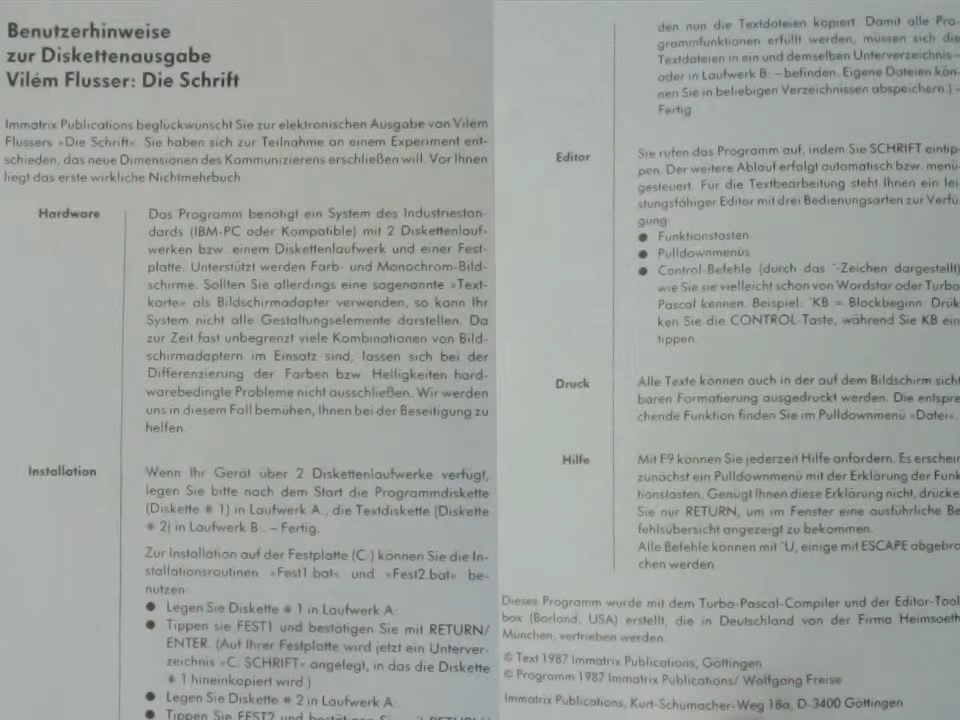 Benutzerhinweise
zur Diskettenausgabe
Vilém Flusser: Die Schrift
Immatrix Publications beglückwünscht Sie zur elektronischen Ausgabe von Vilém
Flussers »Die Schrift«. Sie haben sich zur Teilnahme an einem Experiment ent-
schieden, das neue Dimensionen des Kommunizierens erschließen will. Vor Ihnen
liegt das erste wirkliche Nichtmehrbuch.
Hardware
Das Programm benötigt ein System des Industriestan-
dards (IBM-PC oder Kompatible) mit 2 Diskettenlauf-
werken bzw. einem Diskettenlaufwerk und einer Fest-
platte. Unterstützt werden Farb- und Monochrom-Bild-
schirme. Sollten Sie allerdings eine sogenannte »Text-
karte« als Bildschirmadapter verwenden, so kann Ihr
System nicht alle Gestaltungselemente darstellen. Da
zur Zeit fast unbegrenzt viele Kombinationen von Bild-
schirmadaptern im Einsatz sind, lassen sich bei der
Differenzierung der Farben bzw. Helligkeiten hard-
warebedingte Probleme nicht ausschließen. Wir werden
uns in diesem Fall bemühen, Ihnen bei der Beseitigung zu
helfen.
Installation
Wenn Ihr Gerät über 2 Diskettenlaufwerke verfügt,
legen Sie bitte nach dem Start die Programmdiskette
(Diskette # 1) in Laufwerk A:, die Textdiskette (Diskette
# 2) in Laufwerk B:. – Fertig.
Zur Installation auf der Festplatte (C:) können Sie die In-
stallationsroutinen »Fest1.bat« und »Fest2.bat« be-
nutzen:
● Legen Sie Diskette # 1 in Laufwerk A:.
● Tippen sie FEST1 und bestätigen Sie mit RETURN/
ENTER. (Auf Ihrer Festplatte wird jetzt ein Unterver-
zeichnis »C: SCHRIFT« angelegt, in das die Diskette
# 1 hineinkopiert wird.)
● Legen Sie Diskette # 2 in Laufwerk A:.
● Tippen Sie FEST2 und bestätigen Sie mit RETURN/
den nun die Textdateien kopiert. Damit alle Pro-
grammfunktionen erfüllt werden, müssen sich die
Textdateien in ein und demselben Unterverzeichnis –
oder in Laufwerk B: – befinden. Eigene Dateien kön-
nen Sie in beliebigen Verzeichnissen abspeichern.) –
Fertig.
Editor
Sie rufen das Programm auf, indem Sie SCHRIFT eintip-
pen. Der weitere Ablauf erfolgt automatisch bzw. menü-
gesteuert. Für die Textbearbeitung steht Ihnen ein lei-
stungsfähiger Editor mit drei Bedienungsarten zur Verfü-
gung:
● Funktionstasten
● Pulldownmenüs
● Control-Befehle (durch das ^-Zeichen dargestellt)
wie Sie sie vielleicht schon von Wordstar oder Turbo
Pascal kennen. Beispiel: ^KB = Blockbeginn: Drük-
ken Sie die CONTROL-Taste, während Sie KB ein
tippen.
Druck
Alle Texte können auch in der auf dem Bildschirm sicht
baren Formatierung ausgedruckt werden. Die entspre
chende Funktion finden Sie im Pulldownmenü »Datei«.
Hilfe
Mit F9 können Sie jederzeit Hilfe anfordern. Es erschein
zunächst ein Pulldownmenü mit der Erklärung der Funk
tionstasten. Genügt Ihnen diese Erklärung nicht, drücke
Sie nur RETURN, um im Fenster eine ausführliche Be
fehlsübersicht angezeigt zu bekommen.
Alle Befehle können mit ^U, einige mit ESCAPE abgebro
chen werden.
Dieses Programm wurde mit dem Turbo-Pascal-Compiler und der Editor-Tool
box (Borland, USA) erstellt, die in Deutschland von der Firma Heimsoeth
München, vertrieben werden.
© Text 1987 Immatrix Publications, Göttingen
© Programm 1987 Immatrix Publications/ Wolfgang Freise
Immatrix Publications, Kurt-Schumacher-Weg 18a, D-3400 Göttingen